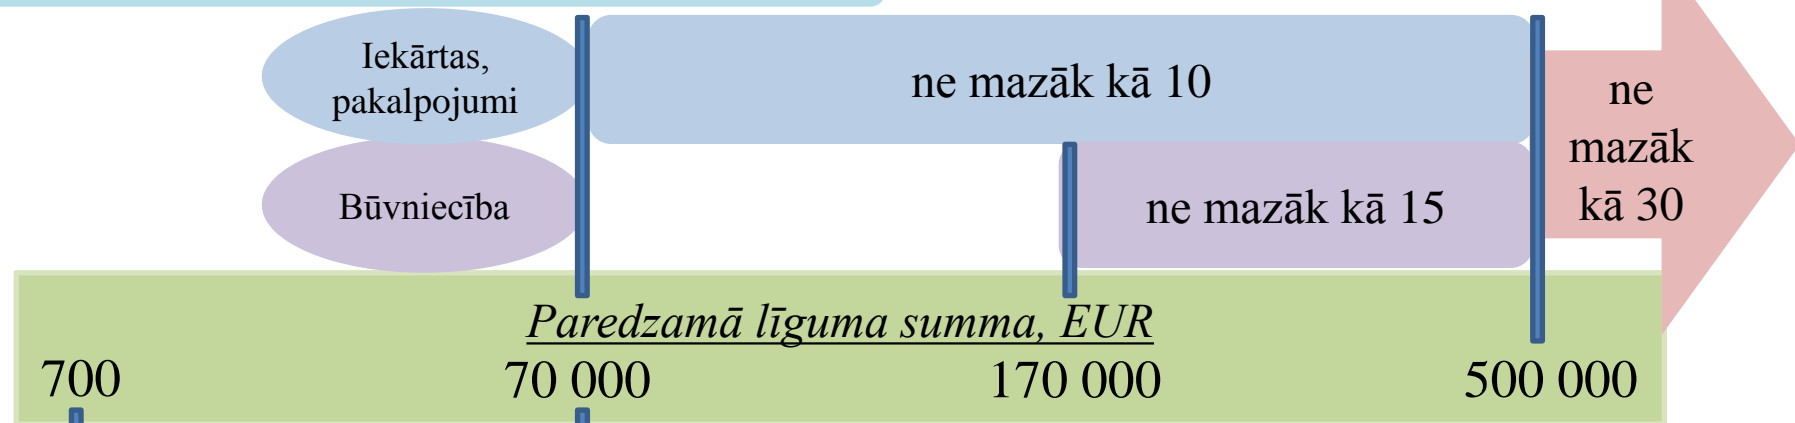 Iekārtas,
pakalpojumi
ne mazāk kā 10
ne
mazāk
kā 30
Būvniecība
ne mazāk kā 15
Paredzamā līguma summa, EUR
700
70 000
170 000
500 000